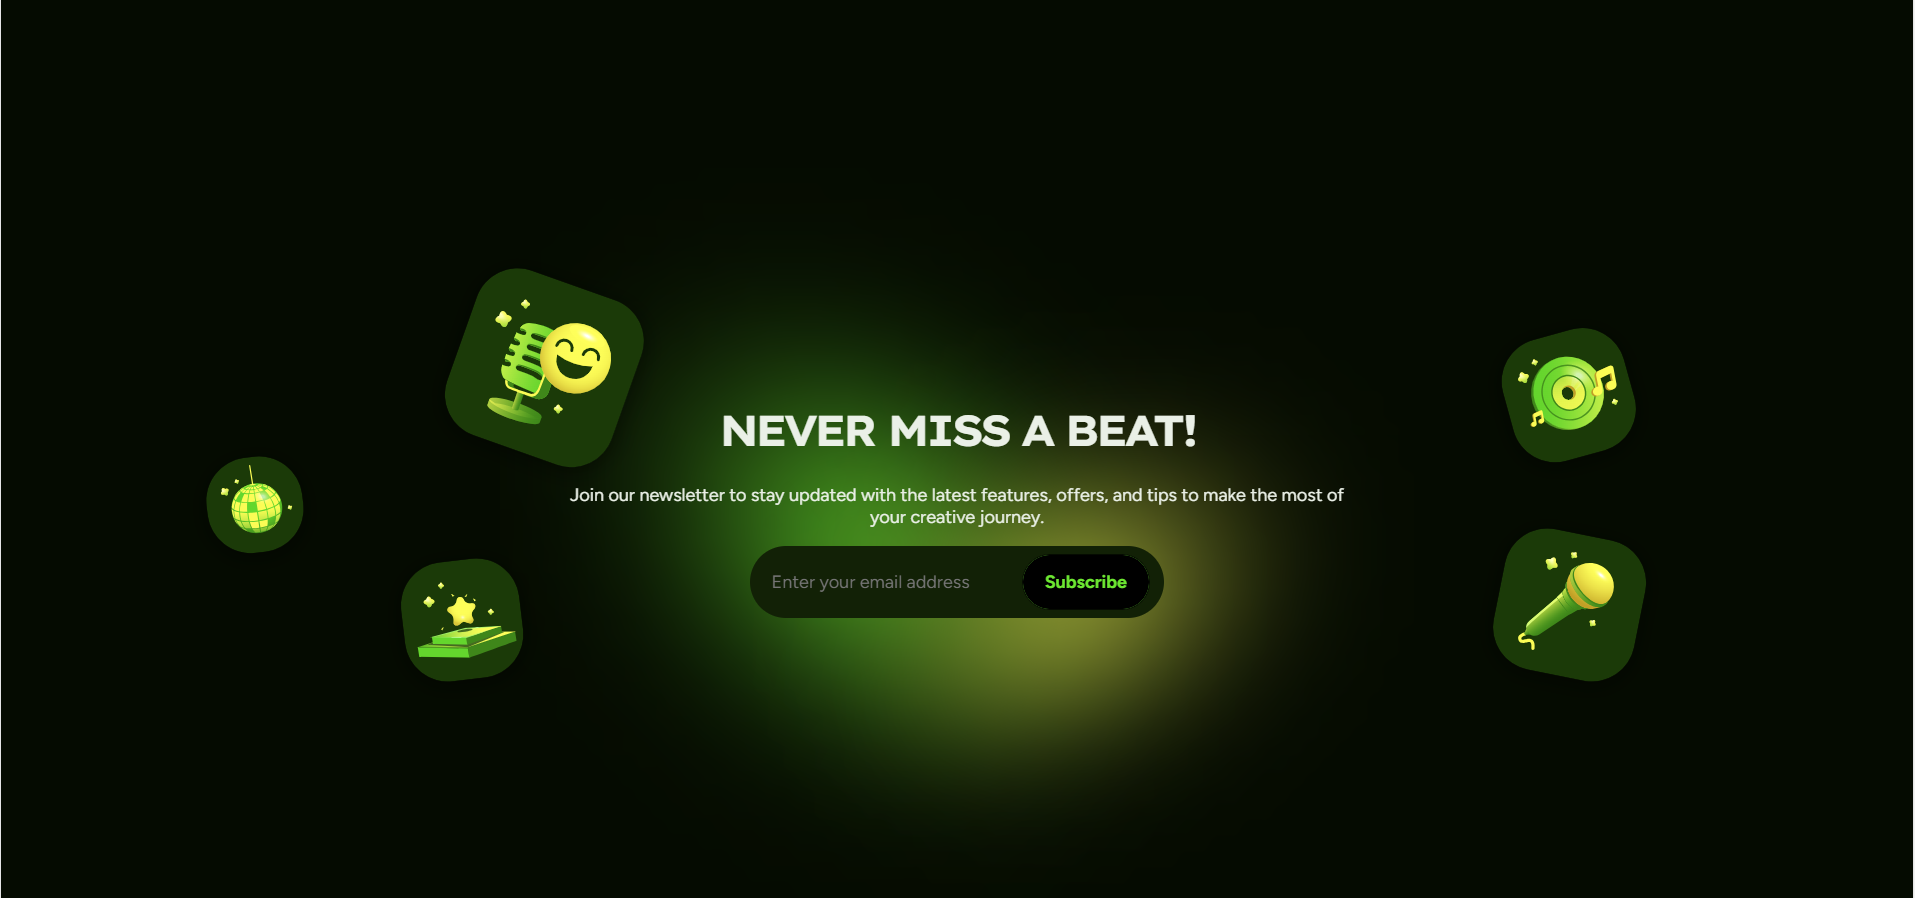 NEVER MISS A BEAT!
Join our newsletter to stay updated with the latest features, offers, and tips to make the most of
your creative journey.
Enter your email address
Subscribe